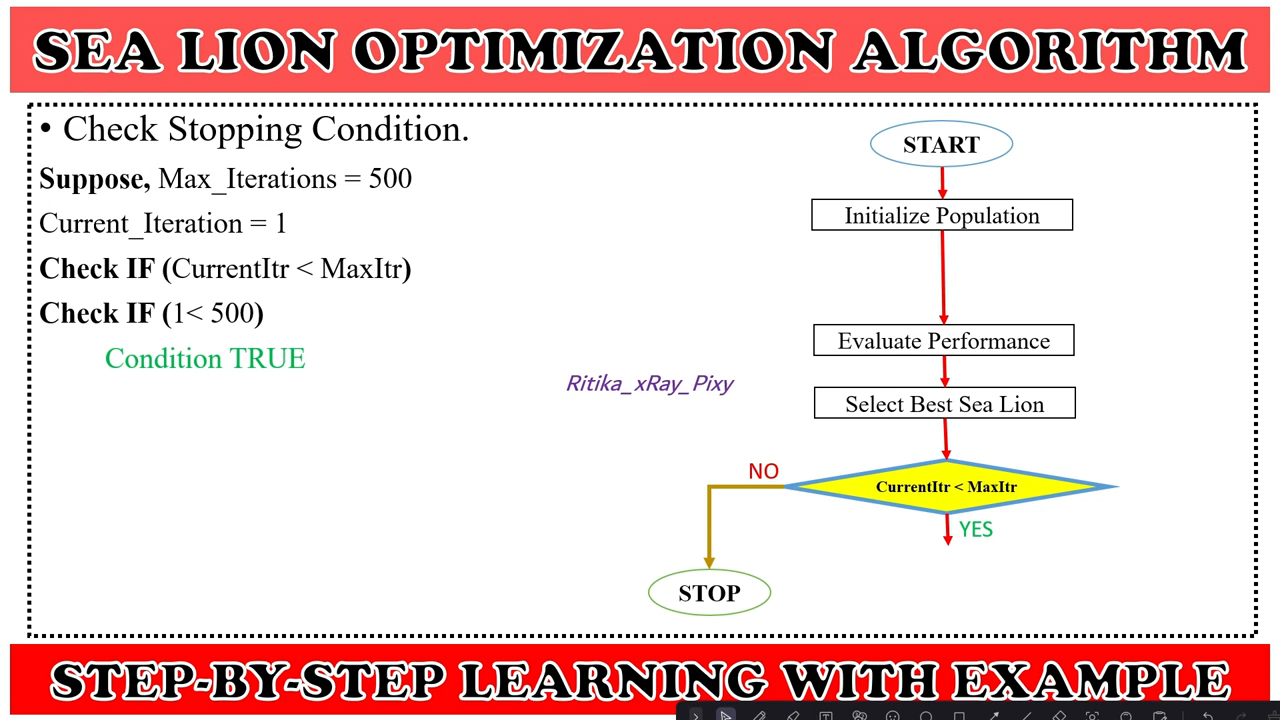 SEA LION OPTIMIZATION ALGORITHM
• Check Stopping Condition.
Suppose, Max_Iterations = 500
Current_Iteration = 1
Check IF (CurrentItr < MaxItr)
Check IF (1< 500)
Condition TRUE
Ritika_xRay_Pixy
START
Initialize Population
Evaluate Performance
Select Best Sea Lion
CurrentItr < MaxItr
NO
YES
STOP
STEP-BY-STEP LEARNING WITH EXAMPLE